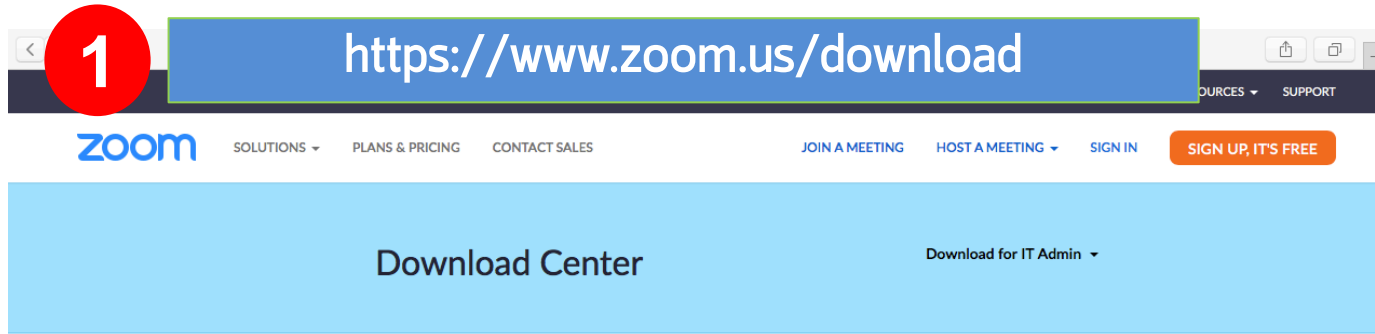 1
https://www.zoom.us/download
SUPPORT
zoom
SOLUTIONS PLANS & PRICING CONTACT SALES JOIN A MEETING HOST A MEETING SIGN IN SIGN UP, IT'S FREE
Download Center
Download for IT Admin